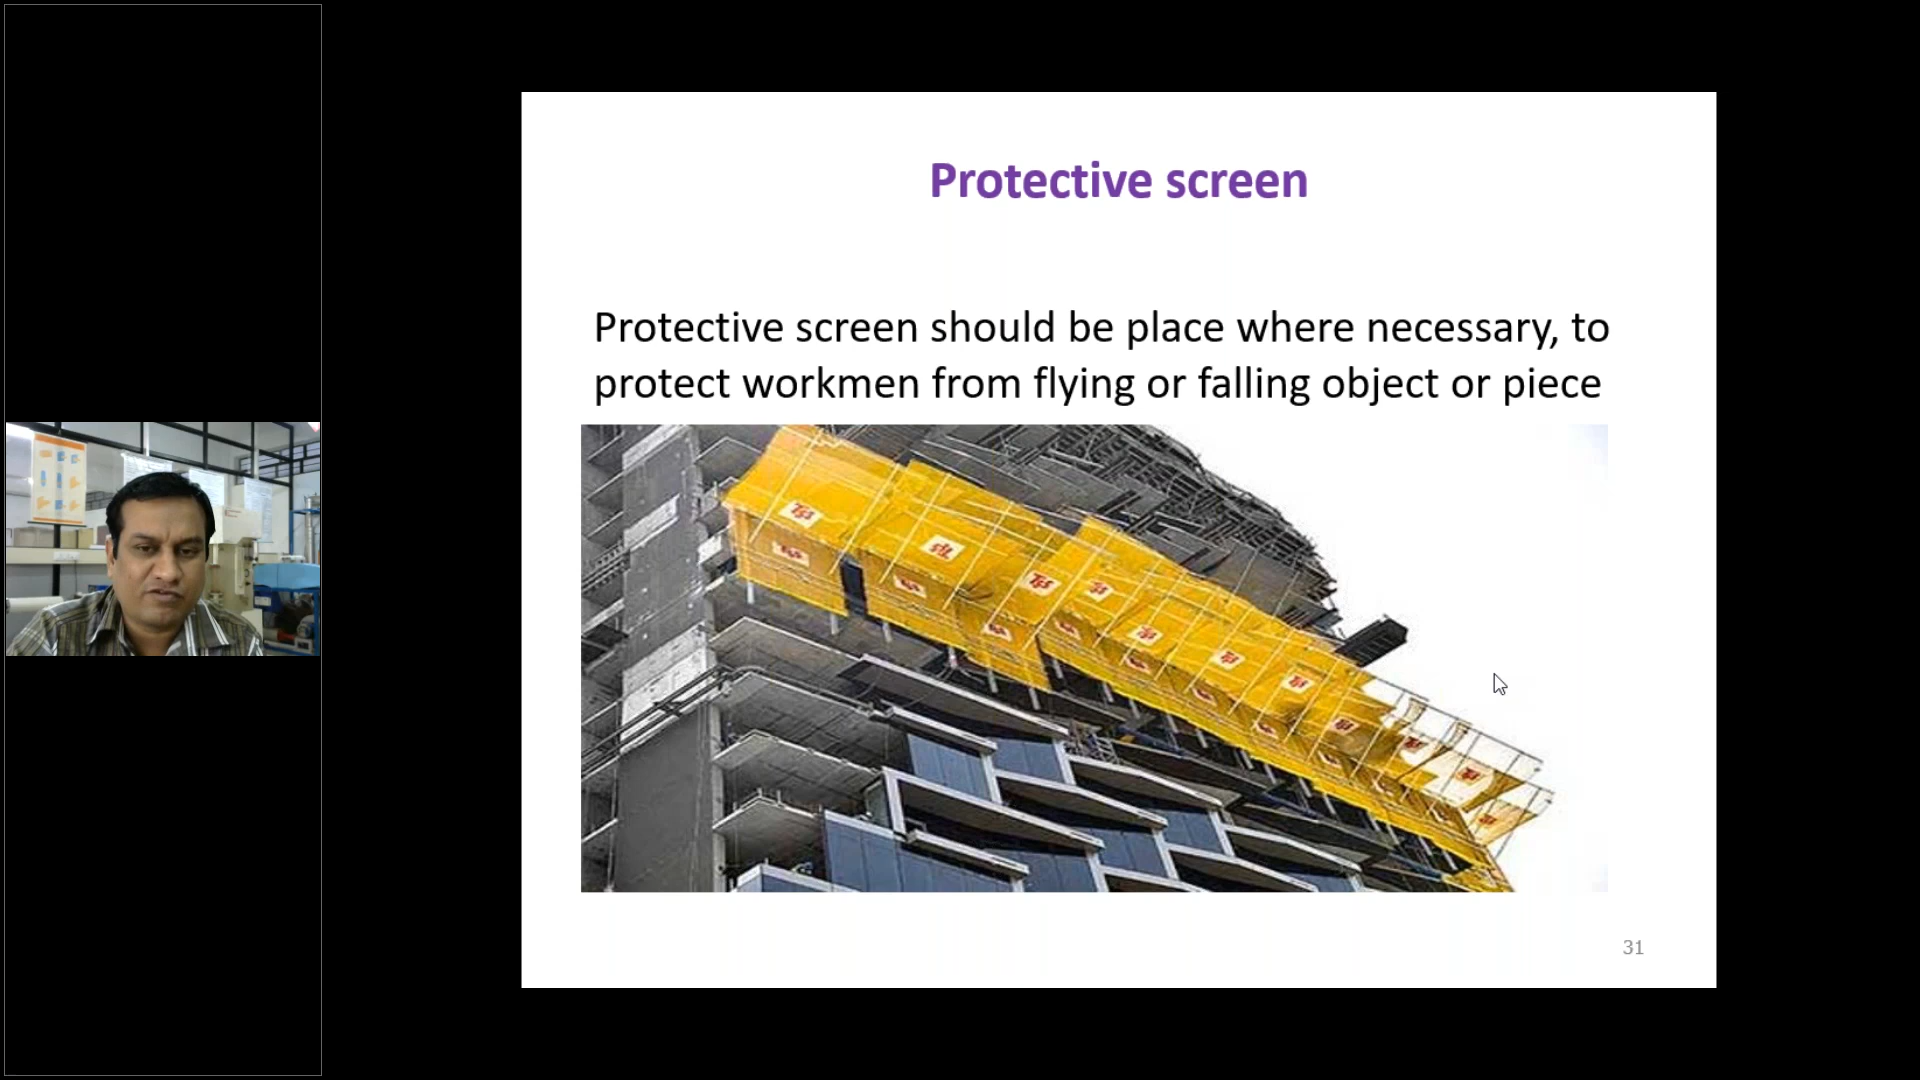 Protective screen
Protective screen should be place where necessary, to
protect workmen from flying or falling object or piece
31